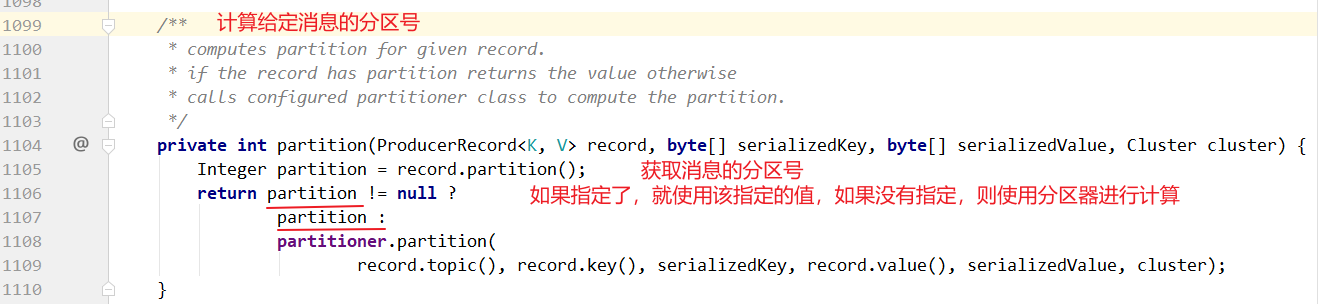 1098
1099 /** 计算给定消息的分区号
1100 * computes partition for given record.
1101 * if the record has partition returns the value otherwise
1102 * calls configured partitioner class to compute the partition.
1103 */
1104 @ private int partition(ProducerRecord<K, V> record, byte[] serializedKey, byte[] serializedValue, Cluster cluster) {
1105 Integer partition = record.partition(); 获取消息的分区号
1106 return partition != null ? 如果指定了，就使用该指定的值，如果没有指定，则使用分区器进行计算
1107 partition :
1108 partitioner.partition(
1109 record.topic(), record.key(), serializedKey, record.value(), serializedValue, cluster);
1110 }